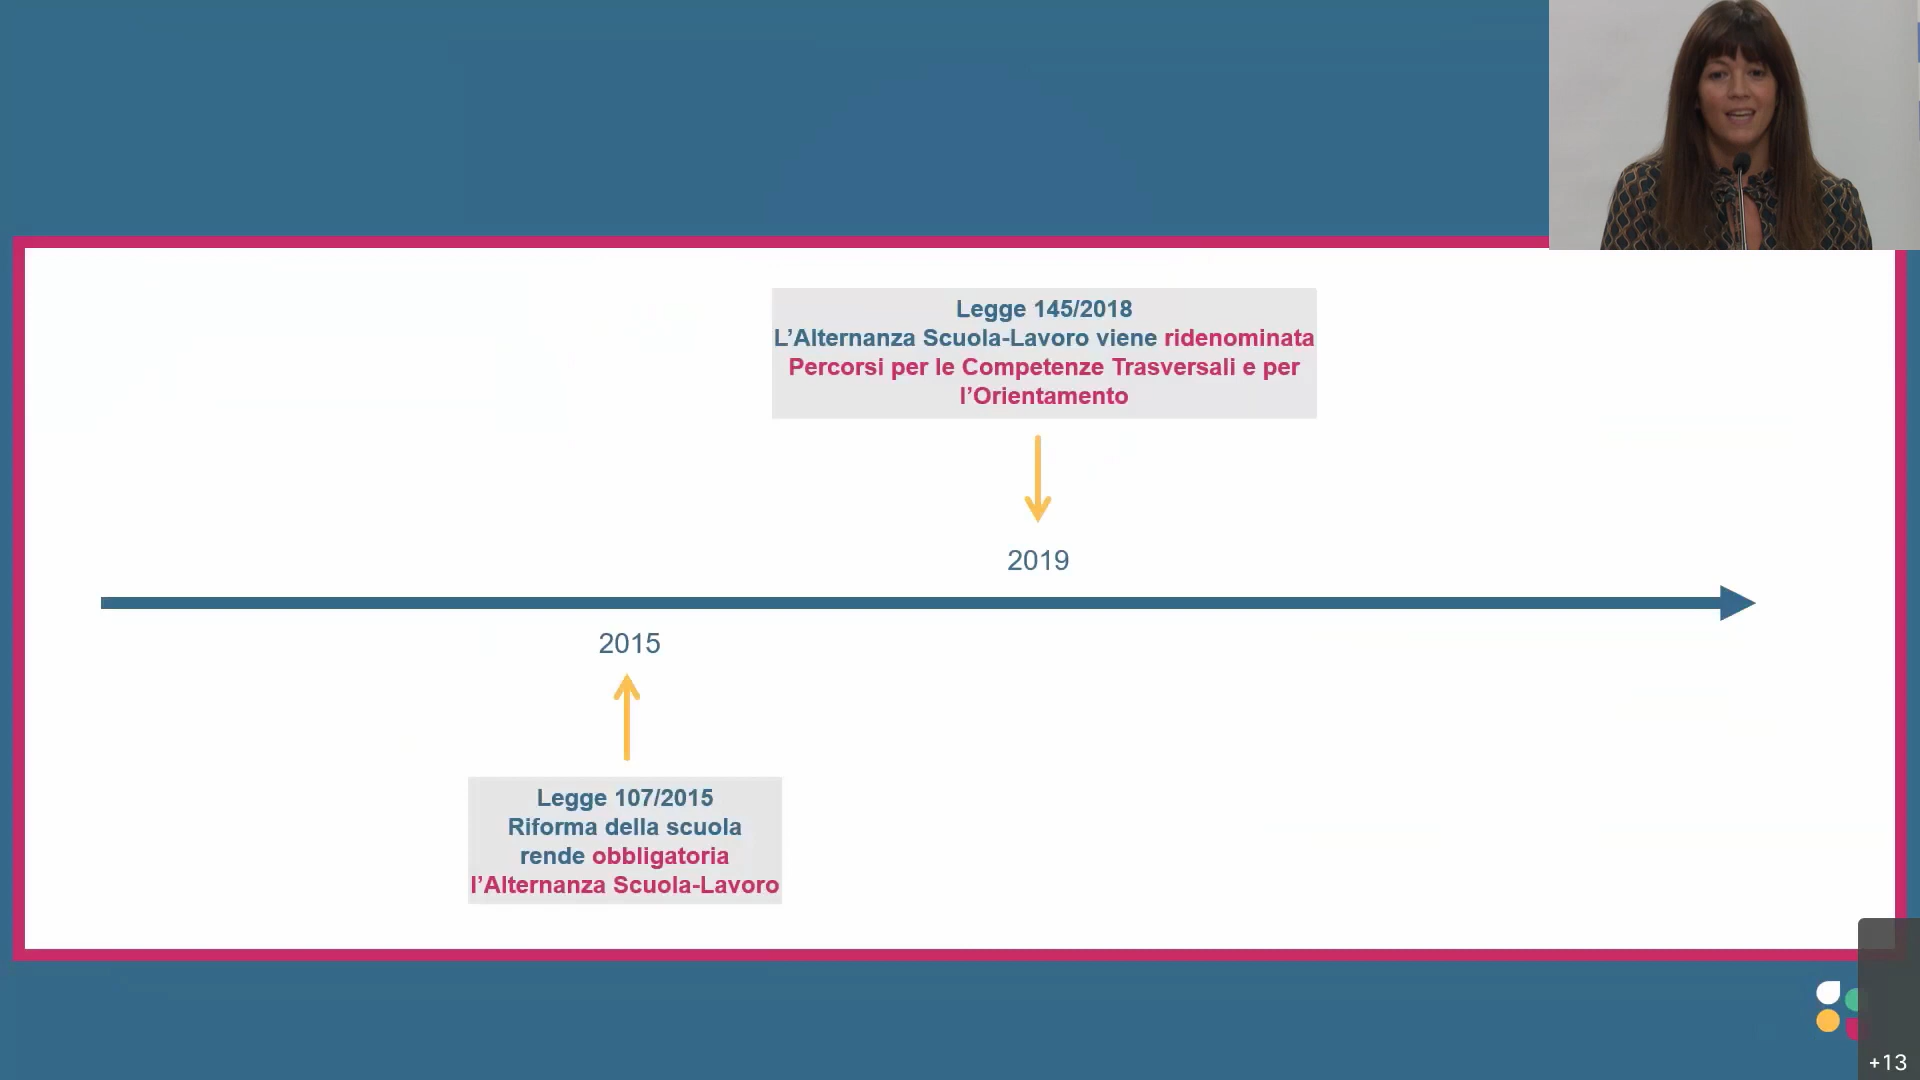 Legge 145/2018
L’Alternanza Scuola-Lavoro viene ridenominata
Percorsi per le Competenze Trasversali e per
l’Orientamento
2019
2015
Legge 107/2015
Riforma della scuola
rende obbligatoria
l’Alternanza Scuola-Lavoro
+13